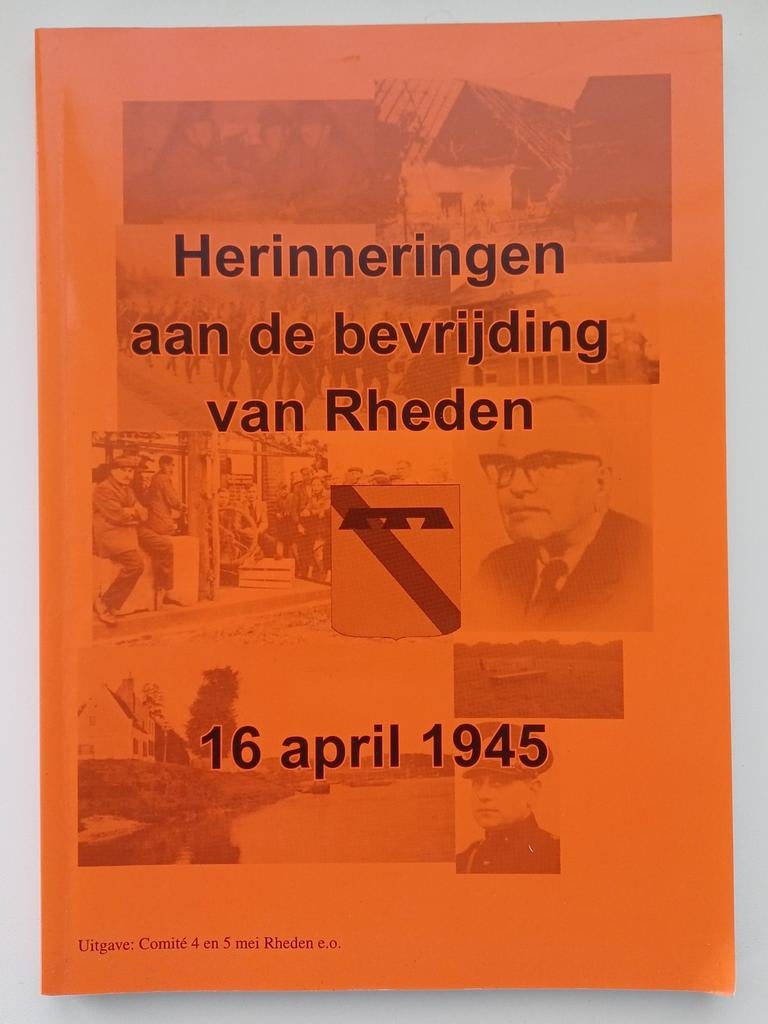 Herinneringen
aan de bevrijding
van Rheden
16 april 1945
Uitgave: Comité 4 en 5 mei Rheden e.o.